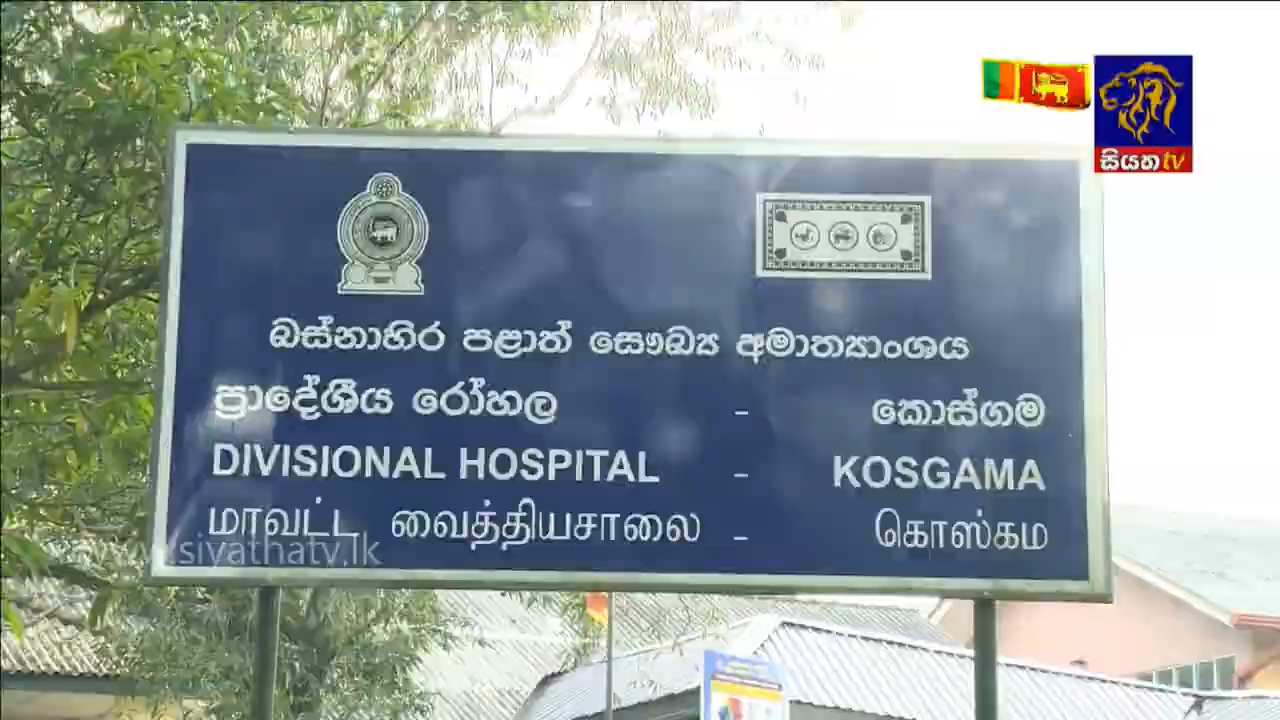 සියත tv
බස්නාහිර පළාත් සෞඛ්‍ය අමාත්‍යාංශය
ප්‍රාදේශීය රෝහල - කොස්ගම
DIVISIONAL HOSPITAL - KOSGAMA
மாவட்ட வைத்தியசாலை - கொஸ்கம
www.siyathatv.lk